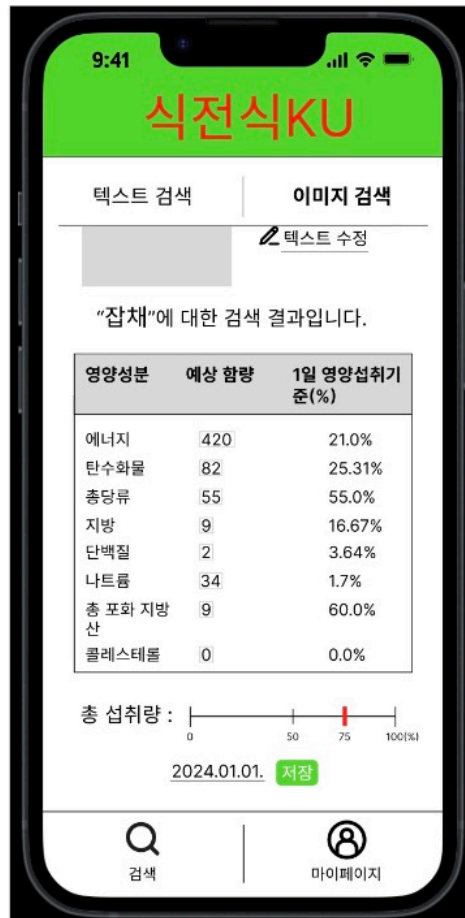 9:41
식전식KU
텍스트 검색 이미지 검색
텍스트 수정
“잡채”에 대한 검색 결과입니다.
영양성분 예상 함량 1일 영양섭취기
준(%)
에너지 420 21.0%
탄수화물 82 25.31%
총당류 55 55.0%
지방 9 16.67%
단백질 2 3.64%
나트륨 34 1.7%
총 포화 지방 9 60.0%
산
콜레스테롤 0 0.0%
총 섭취량 :
0 50 75 100(%)
2024.01.01. 저장
검색 마이페이지